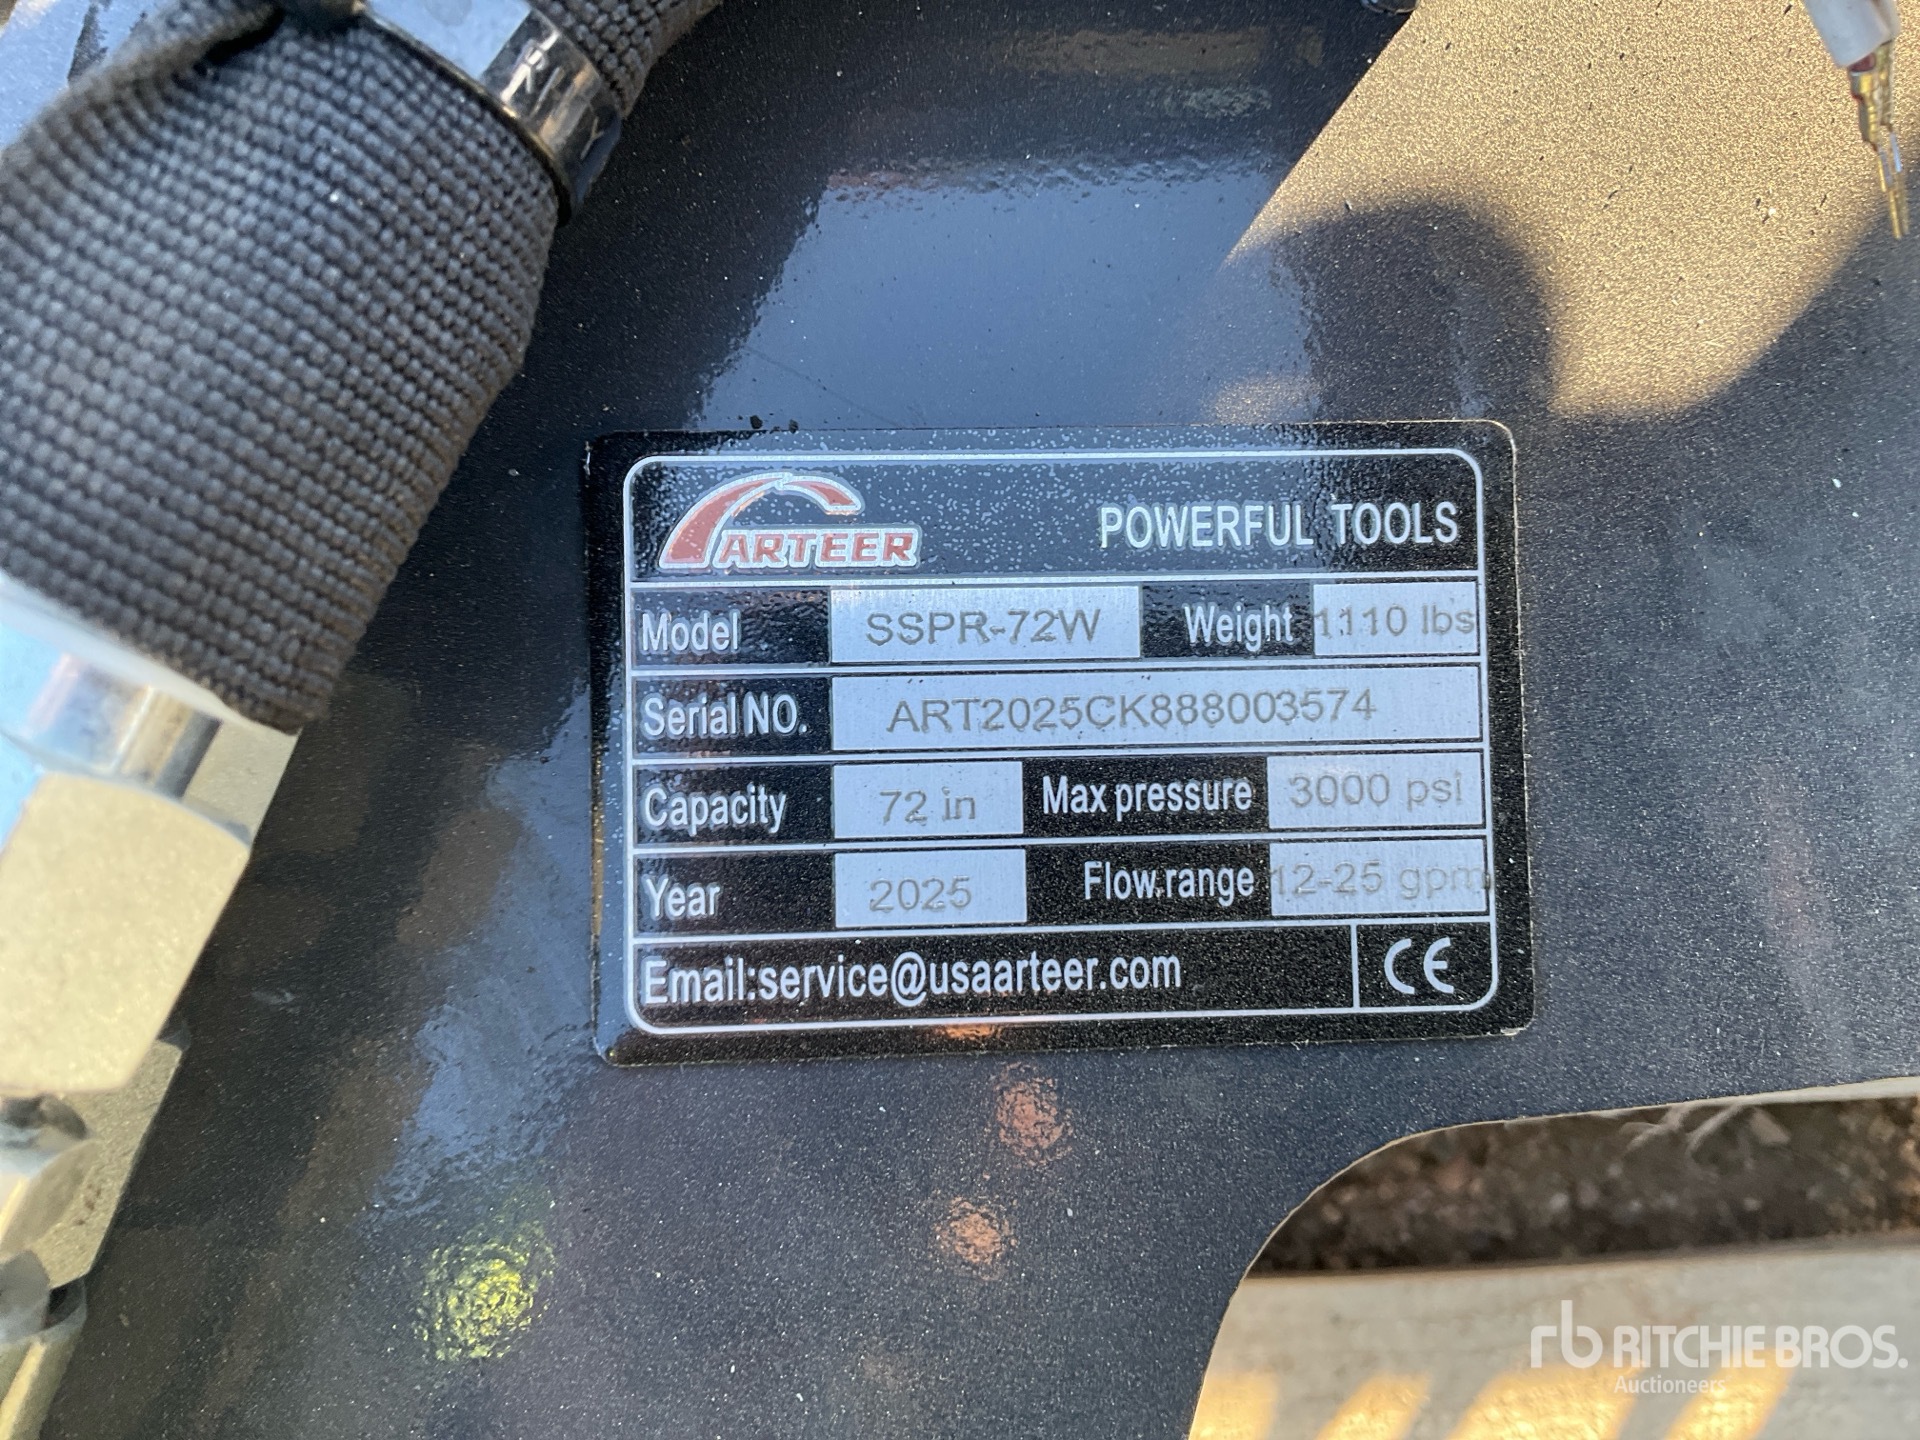 ARTEER POWERFUL TOOLS
Model SSPR-72W Weight 1110 lbs
Serial NO. ART2025CK888003574
Capacity 72 in Max pressure 3000 psi
Year 2025 Flow.range 12-25 gpm
Email:service@usaarteer.com CE
rb RITCHIE BROS.
Auctioneers